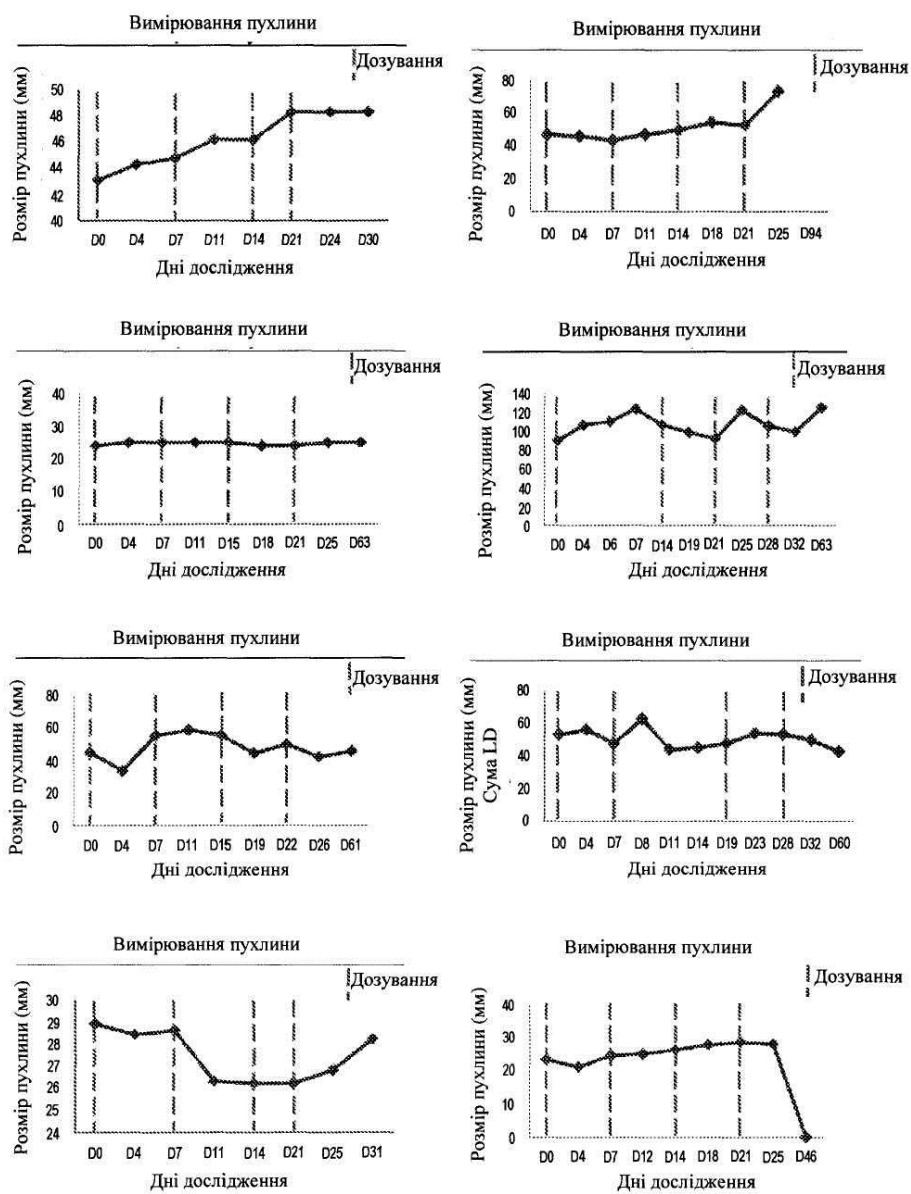 Вимірювання пухлини
Дозування
Розмір пухлини (мм)
50
48
46
44
42
40
D0 D4 D7 D11 D14 D21 D24 D30
Дні дослідження
Вимірювання пухлини
Дозування
Розмір пухлини (мм)
80
60
40
20
0
D0 D4 D7 D11 D14 D18 D21 D25 D94
Дні дослідження
Вимірювання пухлини
Дозування
Розмір пухлини (мм)
40
30
20
10
0
D0 D4 D7 D11 D15 D18 D21 D25 D63
Дні дослідження
Вимірювання пухлини
Дозування
Розмір пухлини (мм)
140
120
100
80
60
40
20
0
D0 D4 D6 D7 D14 D19 D21 D25 D28 D32 D63
Дні дослідження
Вимірювання пухлини
Дозування
Розмір пухлини (мм)
80
60
40
20
0
D0 D4 D7 D11 D15 D19 D22 D26 D61
Дні дослідження
Вимірювання пухлини
Дозування
Розмір пухлини (мм)
Сума LD
80
60
40
20
0
D0 D4 D7 D8 D11 D14 D19 D23 D28 D32 D60
Дні дослідження
Вимірювання пухлини
Дозування
Розмір пухлини (мм)
30
29
28
27
26
25
24
D0 D4 D7 D11 D14 D21 D25 D31
Дні дослідження
Вимірювання пухлини
Дозування
Розмір пухлини (мм)
40
30
20
10
0
D0 D4 D7 D12 D14 D18 D21 D25 D46
Дні дослідження